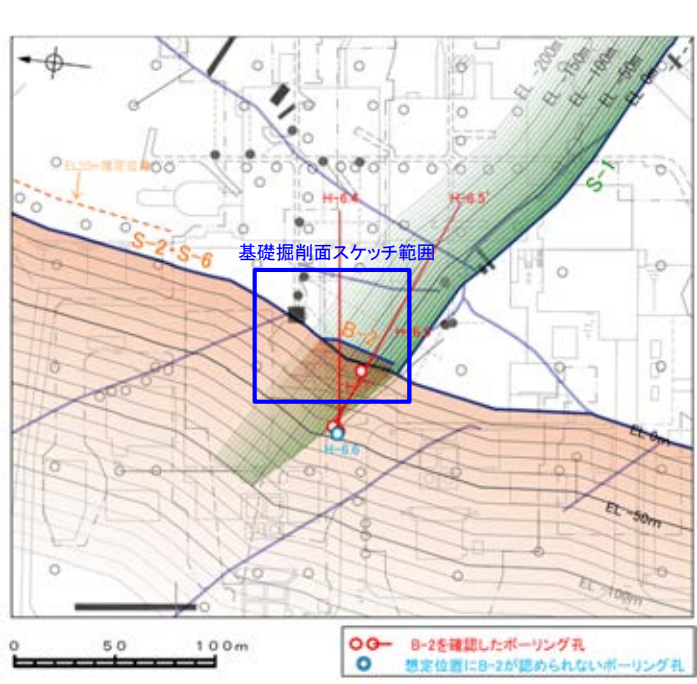 EL -200m
EL -150m
EL -100m
EL -50m
EL 0m
S-1
H-6.4
H-6.5'
S-2・S-6
基礎掘削面スケッチ範囲
B-2
H-6.6
EL 0m
EL -50m
EL -100m
0 50 100m
B-2を確認したボーリング孔
想定位置にB-2が認められないボーリング孔